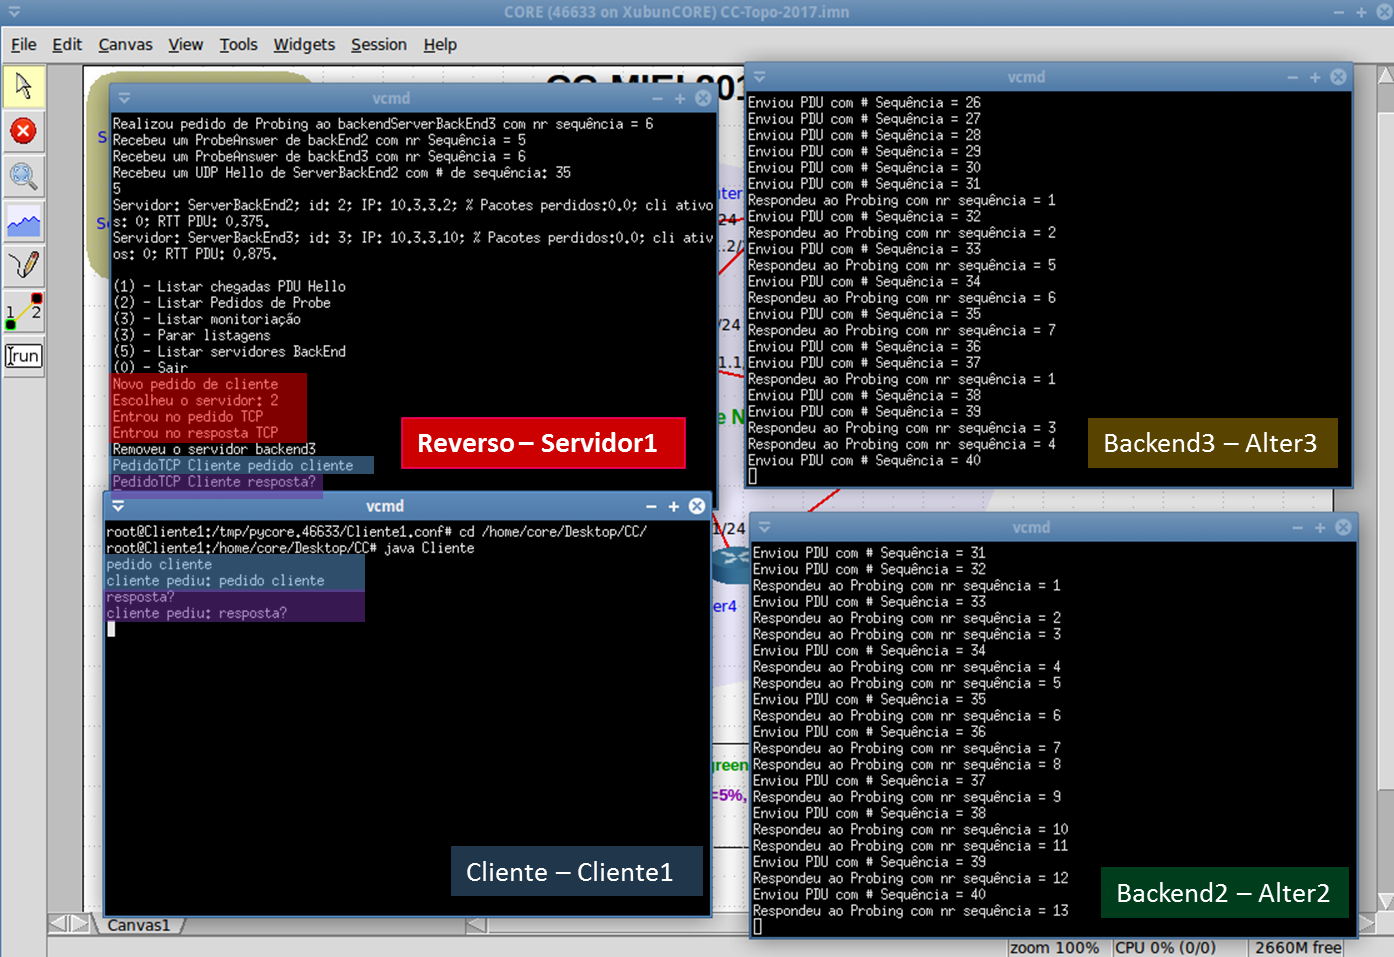 CORE (46633 on XubunCORE) CC-Topo-2017.imn
File Edit Canvas View Tools Widgets Session Help
vcmd
Realizou pedido de Probing ao backendServerBackEnd3 com nr sequência = 6
Recebeu um ProbeAnswer de backEnd2 com nr Sequência = 5
Recebeu um ProbeAnswer de backEnd3 com nr Sequência = 6
Recebeu um UDP Hello de ServerBackEnd2 com # de sequência: 35
5
Servidor: ServerBackEnd2; id: 2; IP: 10.3.3.2; % Pacotes perdidos:0.0; cli ativo
s: 0; RTT PDU: 0,375.
Servidor: ServerBackEnd3; id: 3; IP: 10.3.3.10; % Pacotes perdidos:0.0; cli ativ
os: 0; RTT PDU: 0,875.
(1) - Listar chegadas PDU Hello
(2) - Listar Pedidos de Probe
(3) - Listar monitoriação
(3) - Parar listagens
(5) - Listar servidores BackEnd
(0) - Sair
Novo pedido de cliente
Escolheu o servidor: 2
Entrou no pedido TCP
Entrou no resposta TCP
Removeu o servidor backend3
PedidoTCP Cliente pedido cliente
PedidoTCP Cliente resposta?
Reverso – Servidor1
vcmd
root@Cliente1:/tmp/pycore.46633/Cliente1.conf# cd /home/core/Desktop/CC/
root@Cliente1:/home/core/Desktop/CC# java Cliente
pedido cliente
cliente pediu: pedido cliente
resposta?
cliente pediu: resposta?
Cliente – Cliente1
vcmd
Enviou PDU com # Sequência = 26
Enviou PDU com # Sequência = 27
Enviou PDU com # Sequência = 28
Enviou PDU com # Sequência = 29
Enviou PDU com # Sequência = 30
Enviou PDU com # Sequência = 31
Respondeu ao Probing com nr sequência = 1
Enviou PDU com # Sequência = 32
Respondeu ao Probing com nr sequência = 2
Enviou PDU com # Sequência = 33
Respondeu ao Probing com nr sequência = 5
Enviou PDU com # Sequência = 34
Respondeu ao Probing com nr sequência = 6
Enviou PDU com # Sequência = 35
Respondeu ao Probing com nr sequência = 7
Enviou PDU com # Sequência = 36
Enviou PDU com # Sequência = 37
Respondeu ao Probing com nr sequência = 1
Enviou PDU com # Sequência = 38
Enviou PDU com # Sequência = 39
Respondeu ao Probing com nr sequência = 3
Respondeu ao Probing com nr sequência = 4
Enviou PDU com # Sequência = 40
Backend3 – Alter3
vcmd
Enviou PDU com # Sequência = 31
Enviou PDU com # Sequência = 32
Respondeu ao Probing com nr sequência = 1
Enviou PDU com # Sequência = 33
Respondeu ao Probing com nr sequência = 2
Respondeu ao Probing com nr sequência = 3
Enviou PDU com # Sequência = 34
Respondeu ao Probing com nr sequência = 4
Respondeu ao Probing com nr sequência = 5
Enviou PDU com # Sequência = 35
Respondeu ao Probing com nr sequência = 6
Enviou PDU com # Sequência = 36
Respondeu ao Probing com nr sequência = 7
Respondeu ao Probing com nr sequência = 8
Enviou PDU com # Sequência = 37
Respondeu ao Probing com nr sequência = 9
Enviou PDU com # Sequência = 38
Respondeu ao Probing com nr sequência = 10
Respondeu ao Probing com nr sequência = 11
Enviou PDU com # Sequência = 39
Respondeu ao Probing com nr sequência = 12
Enviou PDU com # Sequência = 40
Respondeu ao Probing com nr sequência = 13
Backend2 – Alter2
1 2
run
/24
1/24
er4
=5%,
Canvas1
zoom 100% CPU 0% (0/0) 2660M free